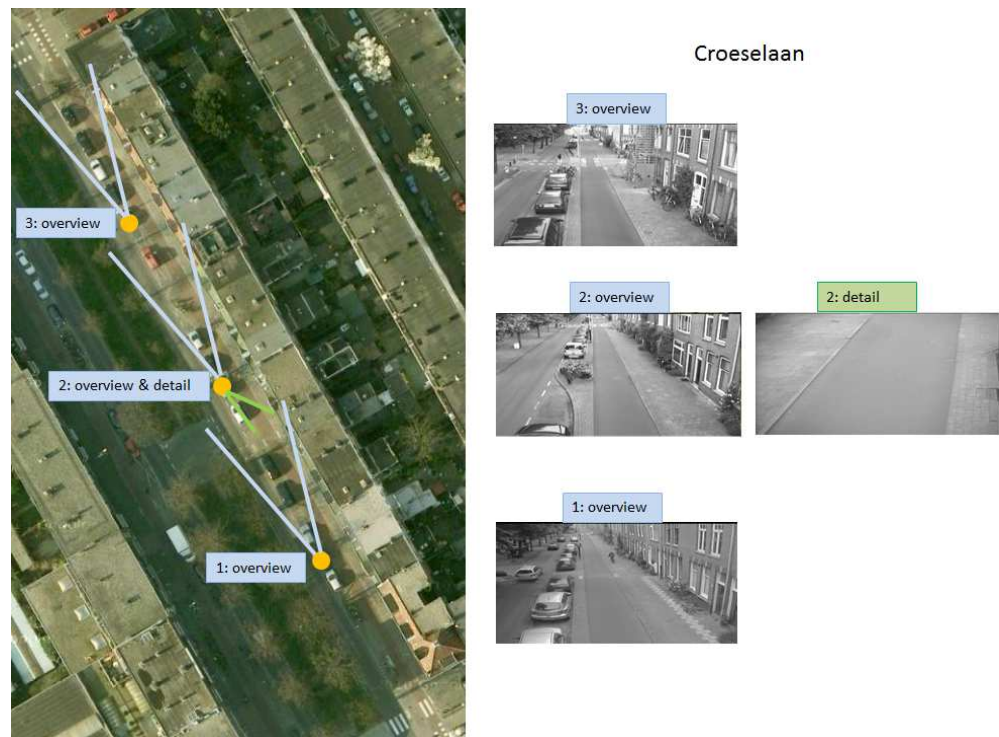 Croeselaan
3: overview
3: overview
2: overview
2: detail
2: overview & detail
1: overview
1: overview